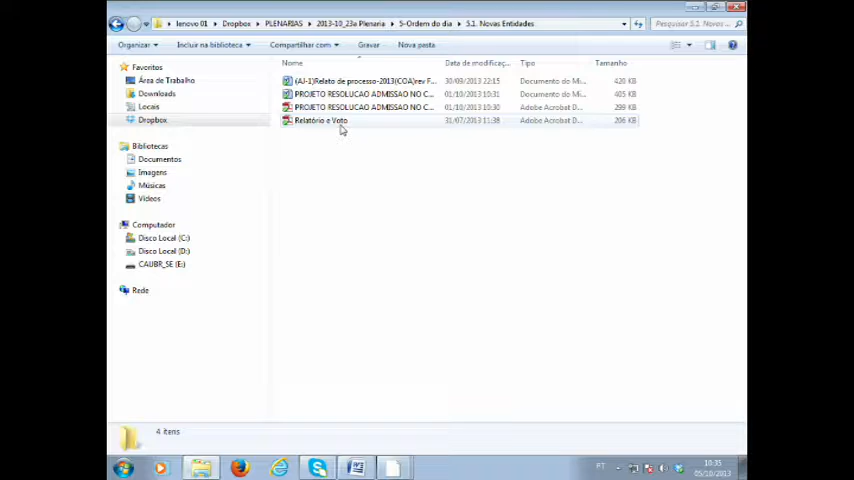 lenovo 01 ▸ Dropbox ▸ PLENARIAS ▸ 2013-10_23a Plenaria ▸ 5-Ordem do dia ▸ 5.1. Novas Entidades
Pesquisar 5.1. Novas ...
Organizar Incluir na biblioteca Compartilhar com Gravar Nova pasta
Nome Data de modificaç... Tipo Tamanho
Favoritos
Área de Trabalho
Downloads
Locais
Dropbox
Bibliotecas
Documentos
Imagens
Músicas
Vídeos
Computador
Disco Local (C:)
Disco Local (D:)
CAUBR_SE (E:)
Rede
(AJ-1)Relato de processo-2013(COA)rev F... 30/09/2013 22:15 Documento do Mi... 420 KB
PROJETO RESOLUCAO ADMISSAO NO C... 01/10/2013 10:31 Documento do Mi... 405 KB
PROJETO RESOLUCAO ADMISSAO NO C... 01/10/2013 10:30 Adobe Acrobat D... 299 KB
Relatório e Voto 31/07/2013 11:38 Adobe Acrobat D... 206 KB
4 itens
PT
10:35
05/10/2013